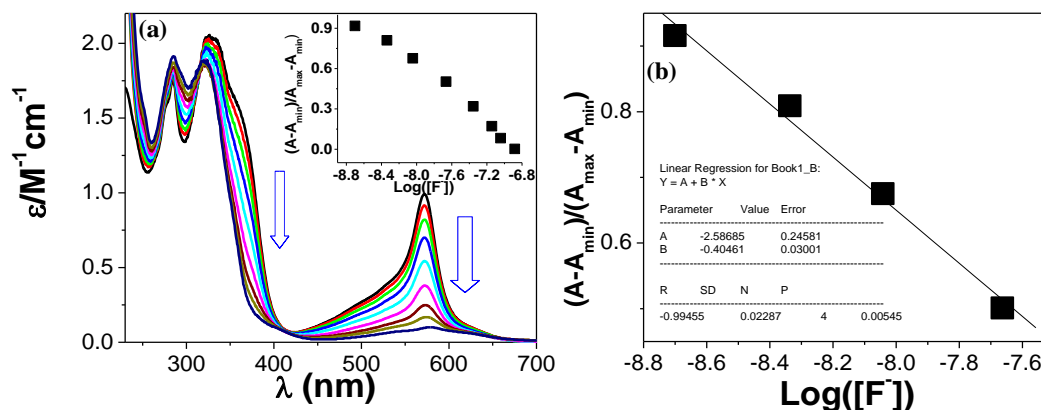 (a)
ε/M⁻¹cm⁻¹
2.0
1.5
1.0
0.5
0.0
300
400
500
600
700
λ (nm)
(A-A_min)/A_max-A_min)
0.9
0.6
0.3
0.0
-8.8 -8.4 -8.0 -7.6 -7.2 -6.8
Log([F⁻])
(b)
(A-A_min)/(A_max-A_min)
0.8
0.6
Linear Regression for Book1_B:
Y = A + B * X
Parameter Value Error
------------------------------------------------------------
A -2.58685 0.24581
B -0.40461 0.03001
------------------------------------------------------------
R SD N P
------------------------------------------------------------
-0.99455 0.02287 4 0.00545
-8.8 -8.6 -8.4 -8.2 -8.0 -7.8 -7.6
Log([F⁻])